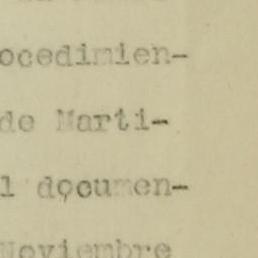 ocedimien-
de Marti-
l documen-
Noviembre